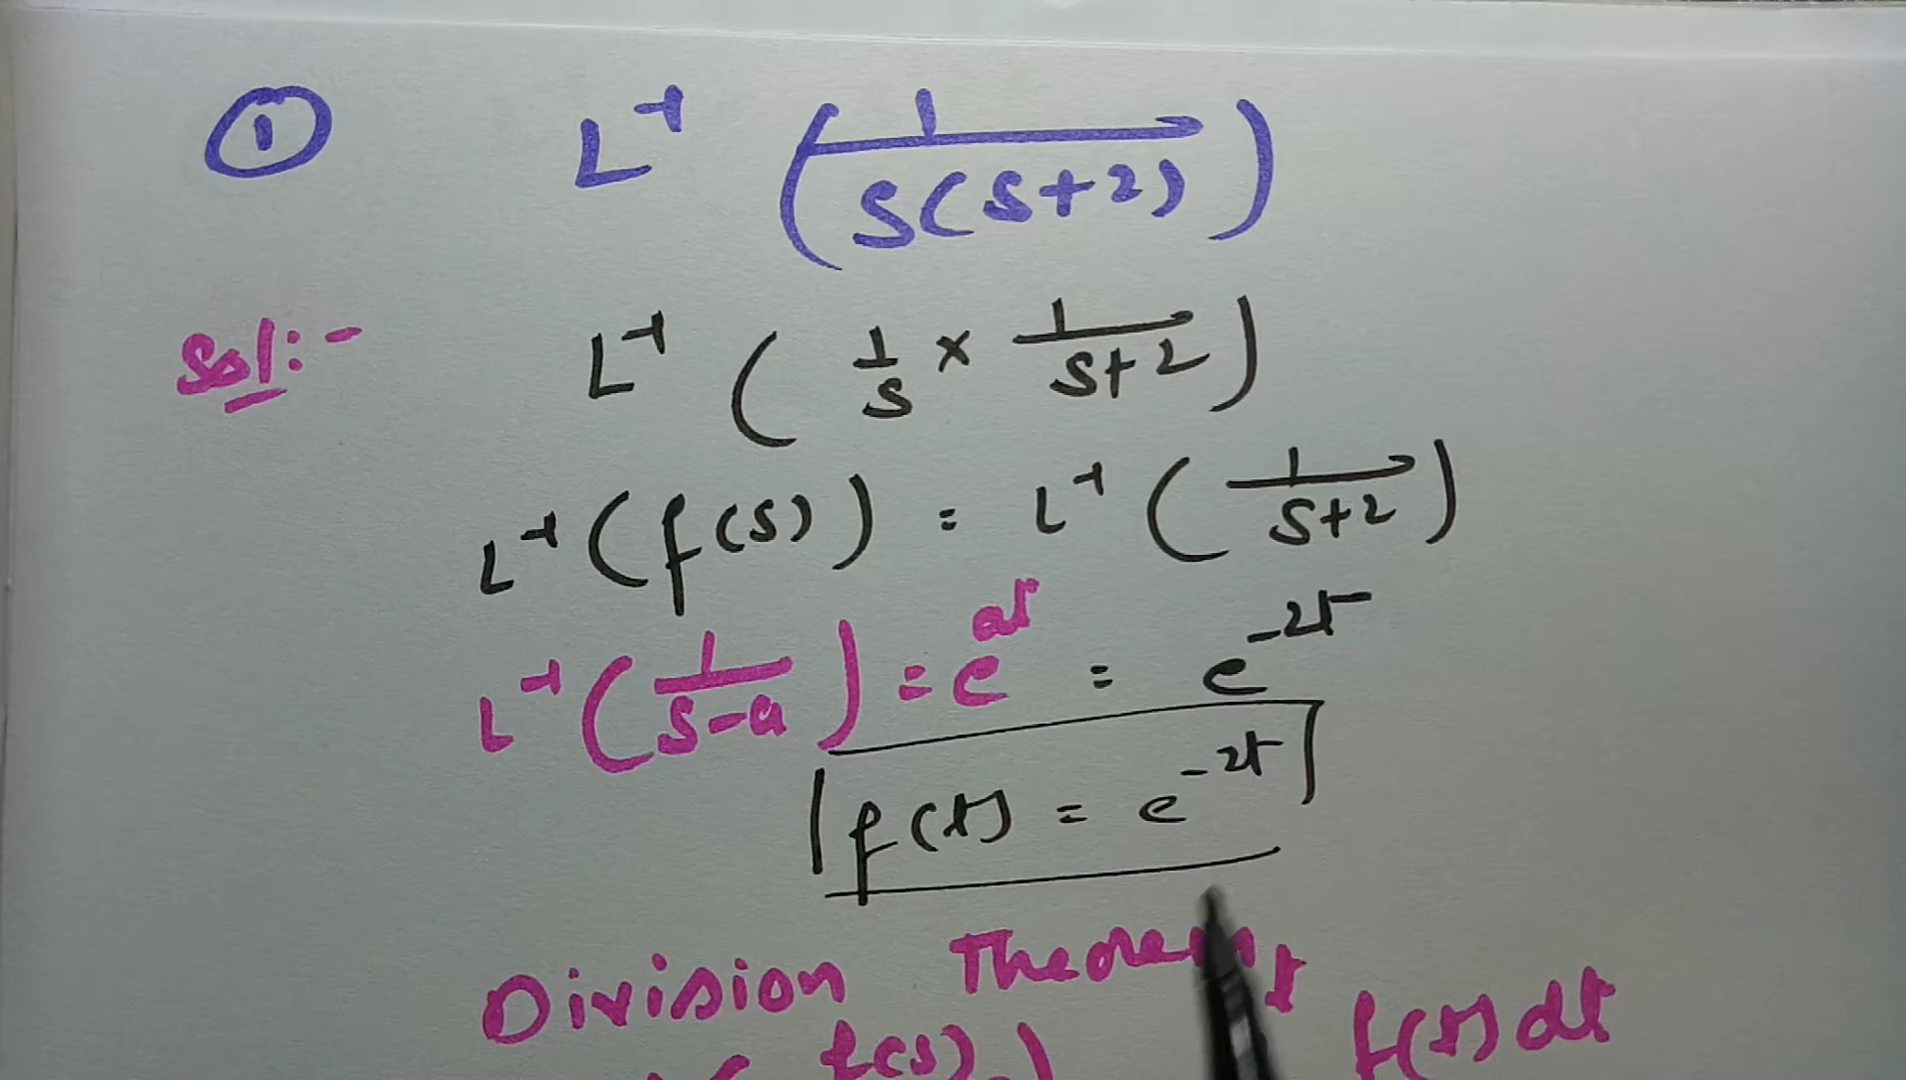 ① L⁻¹ (1/S(S+2))
Sol:- L⁻¹ (1/S × 1/S+2)
L⁻¹ (f(S)) = L⁻¹ (1/S+2)
L⁻¹ (1/S-a) = e^at = e^-2t
f(t) = e^-2t
Division Theorem
f(s) ) t f(t) dt